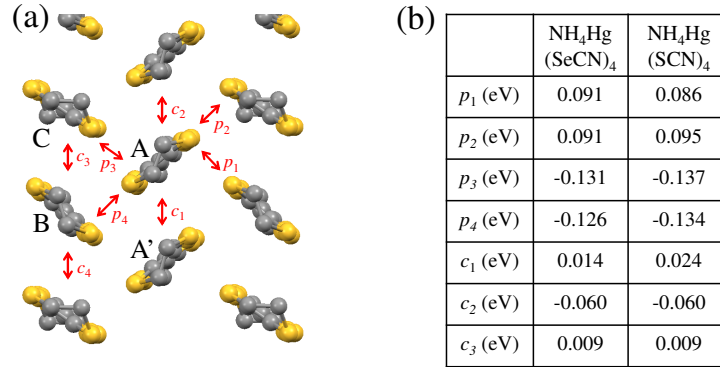 (a)
C
A
B
A'
c2
p2
c3
p3
p1
p4
c1
c4
(b)
NH4Hg (SeCN)4 NH4Hg (SCN)4
p1 (eV) 0.091 0.086
p2 (eV) 0.091 0.095
p3 (eV) -0.131 -0.137
p4 (eV) -0.126 -0.134
c1 (eV) 0.014 0.024
c2 (eV) -0.060 -0.060
c3 (eV) 0.009 0.009